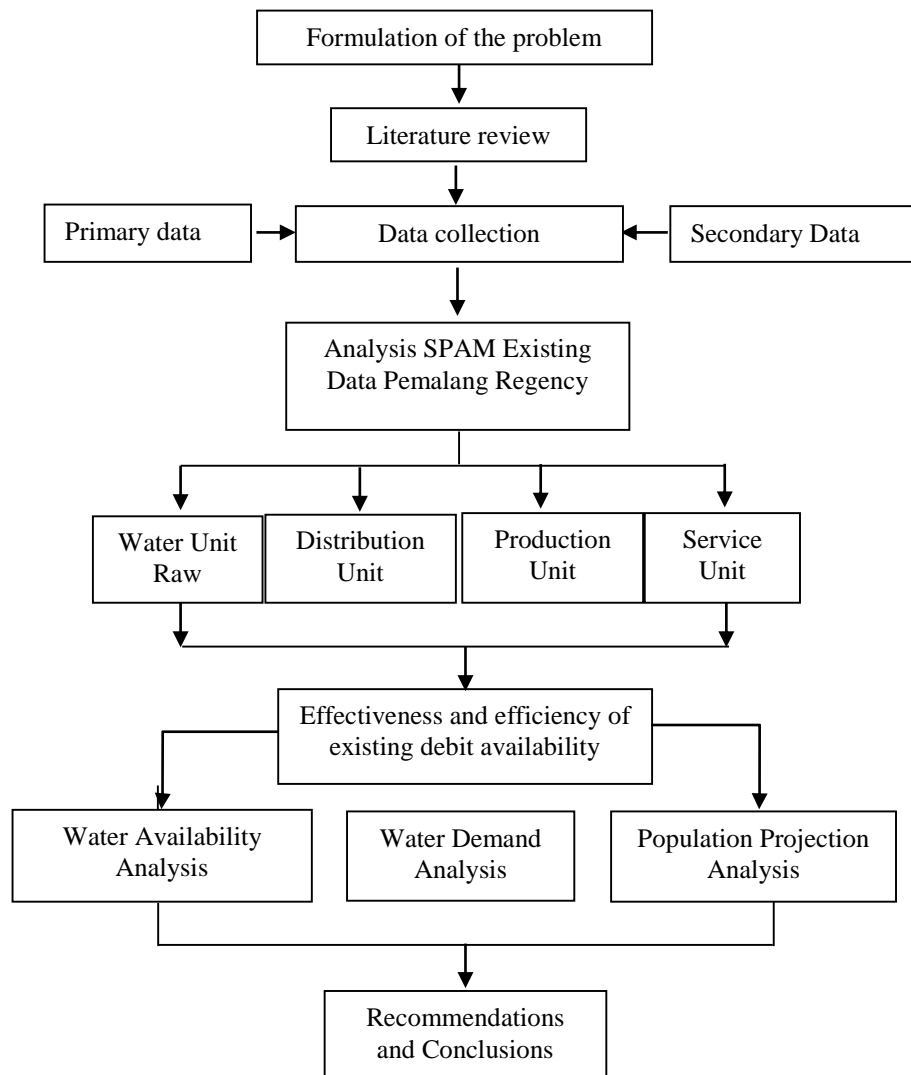 Formulation of the problem
Literature review
Primary data
Data collection
Secondary Data
Analysis SPAM Existing
Data Pemalang Regency
Water Unit
Raw
Distribution
Unit
Production
Unit
Service
Unit
Effectiveness and efficiency of
existing debit availability
Water Availability
Analysis
Water Demand
Analysis
Population Projection
Analysis
Recommendations
and Conclusions